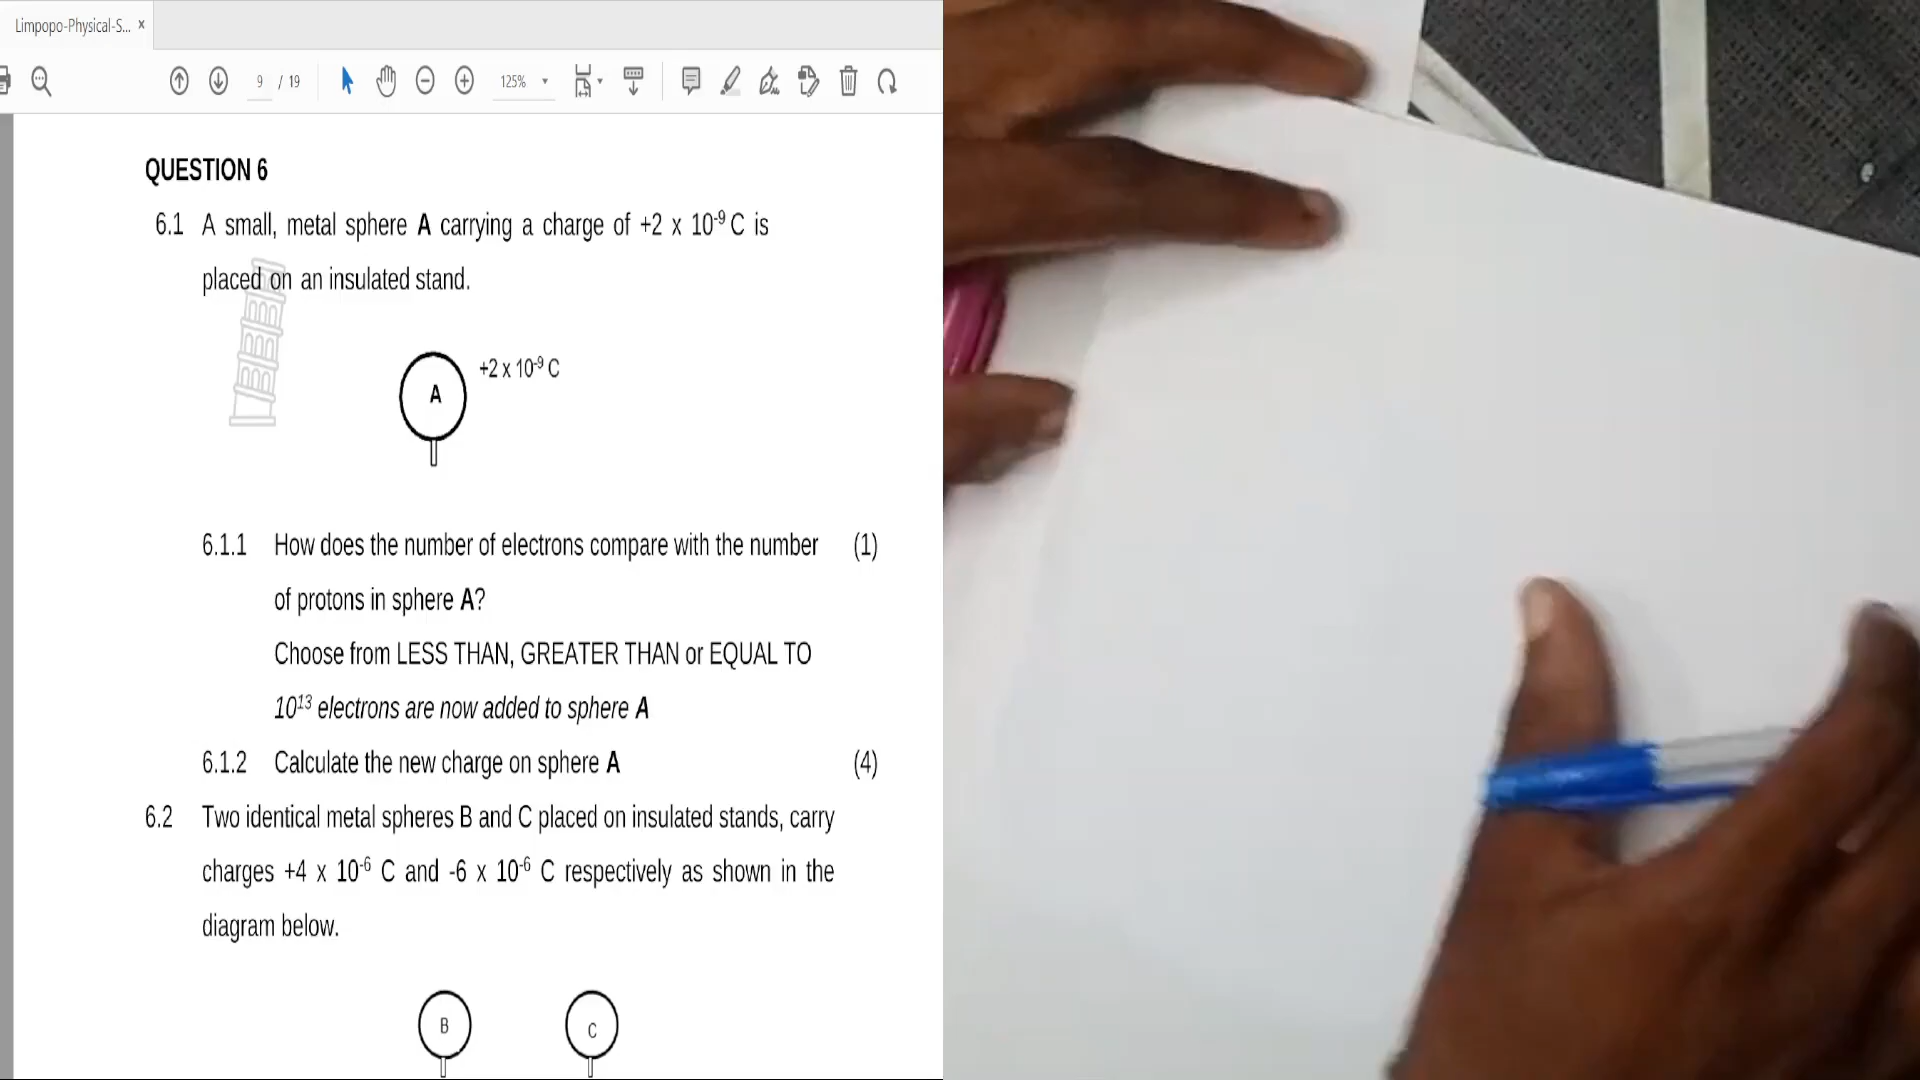 Limpopo-Physical-S... ×
9 / 19
125%
QUESTION 6
6.1 A small, metal sphere A carrying a charge of +2 x 10⁻⁹ C is
placed on an insulated stand.
+2 x 10⁻⁹ C
A
6.1.1 How does the number of electrons compare with the number (1)
of protons in sphere A?
Choose from LESS THAN, GREATER THAN or EQUAL TO
10¹³ electrons are now added to sphere A
6.1.2 Calculate the new charge on sphere A (4)
6.2 Two identical metal spheres B and C placed on insulated stands, carry
charges +4 x 10⁻⁶ C and -6 x 10⁻⁶ C respectively as shown in the
diagram below.
B C